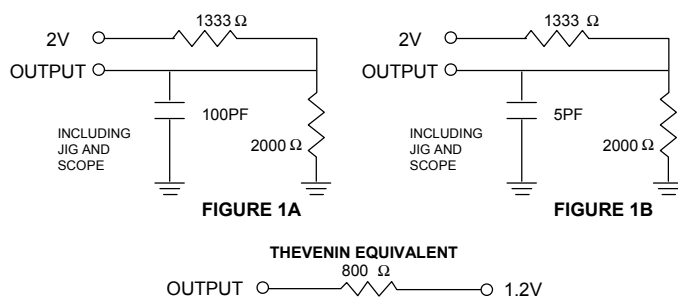 1333 Ω
2V
OUTPUT
100PF
INCLUDING
JIG AND
SCOPE
2000 Ω
FIGURE 1A
1333 Ω
2V
OUTPUT
5PF
INCLUDING
JIG AND
SCOPE
2000 Ω
FIGURE 1B
THEVENIN EQUIVALENT
800 Ω
OUTPUT
1.2V